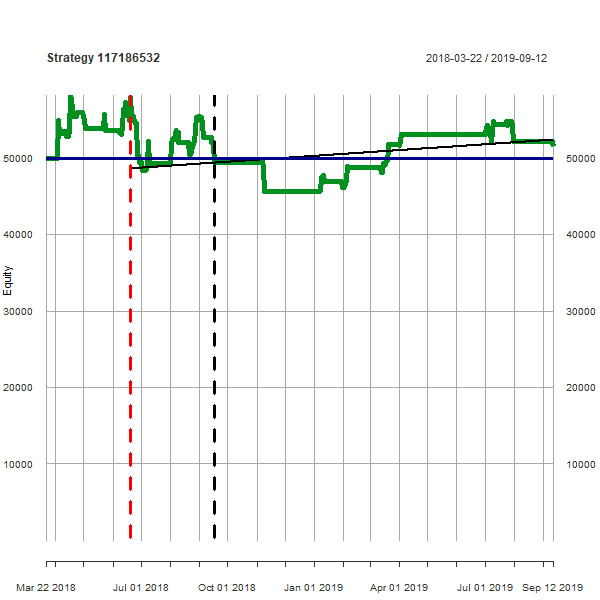 Strategy 117186532
2018-03-22 / 2019-09-12
50000
50000
40000
40000
Equity
30000
30000
20000
20000
10000
10000
Mar 22 2018
Jul 01 2018
Oct 01 2018
Jan 01 2019
Apr 01 2019
Jul 01 2019
Sep 12 2019